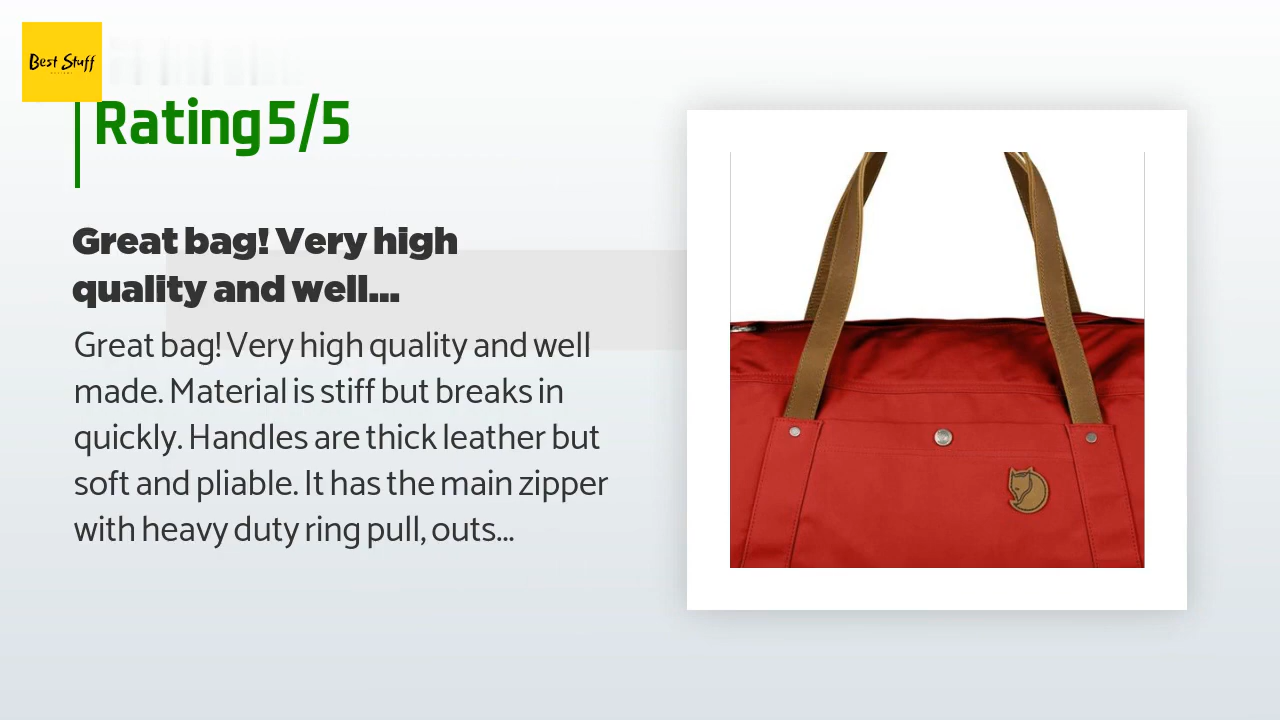 Best Stuff
Rating 5/5
Great bag! Very high
quality and well...
Great bag! Very high quality and well
made. Material is stiff but breaks in
quickly. Handles are thick leather but
soft and pliable. It has the main zipper
with heavy duty ring pull, outs...